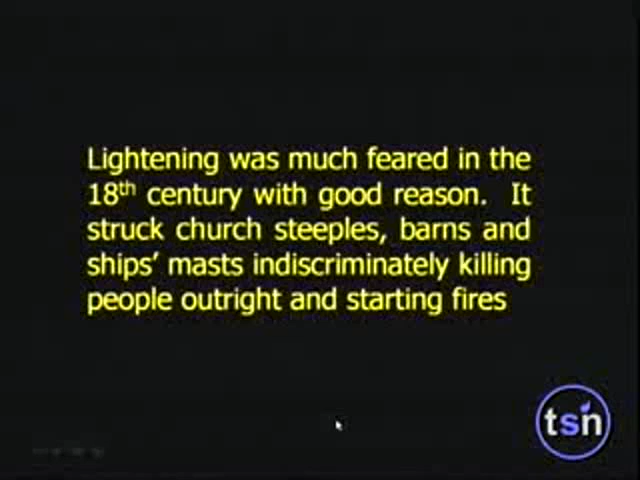 Lightening was much feared in the
18th century with good reason. It
struck church steeples, barns and
ships’ masts indiscriminately killing
people outright and starting fires
tsn